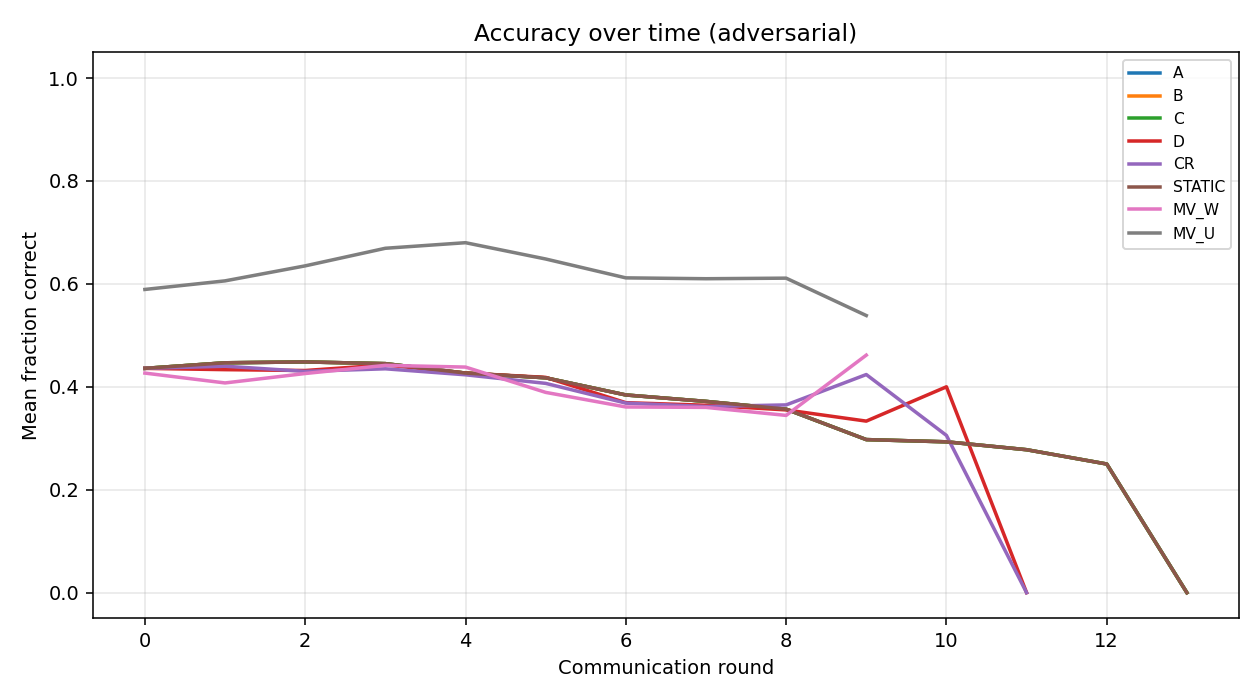 Accuracy over time (adversarial)
1.0
0.8
0.6
0.4
0.2
0.0
Mean fraction correct
0 2 4 6 8 10 12
Communication round
A
B
C
D
CR
STATIC
MV_W
MV_U